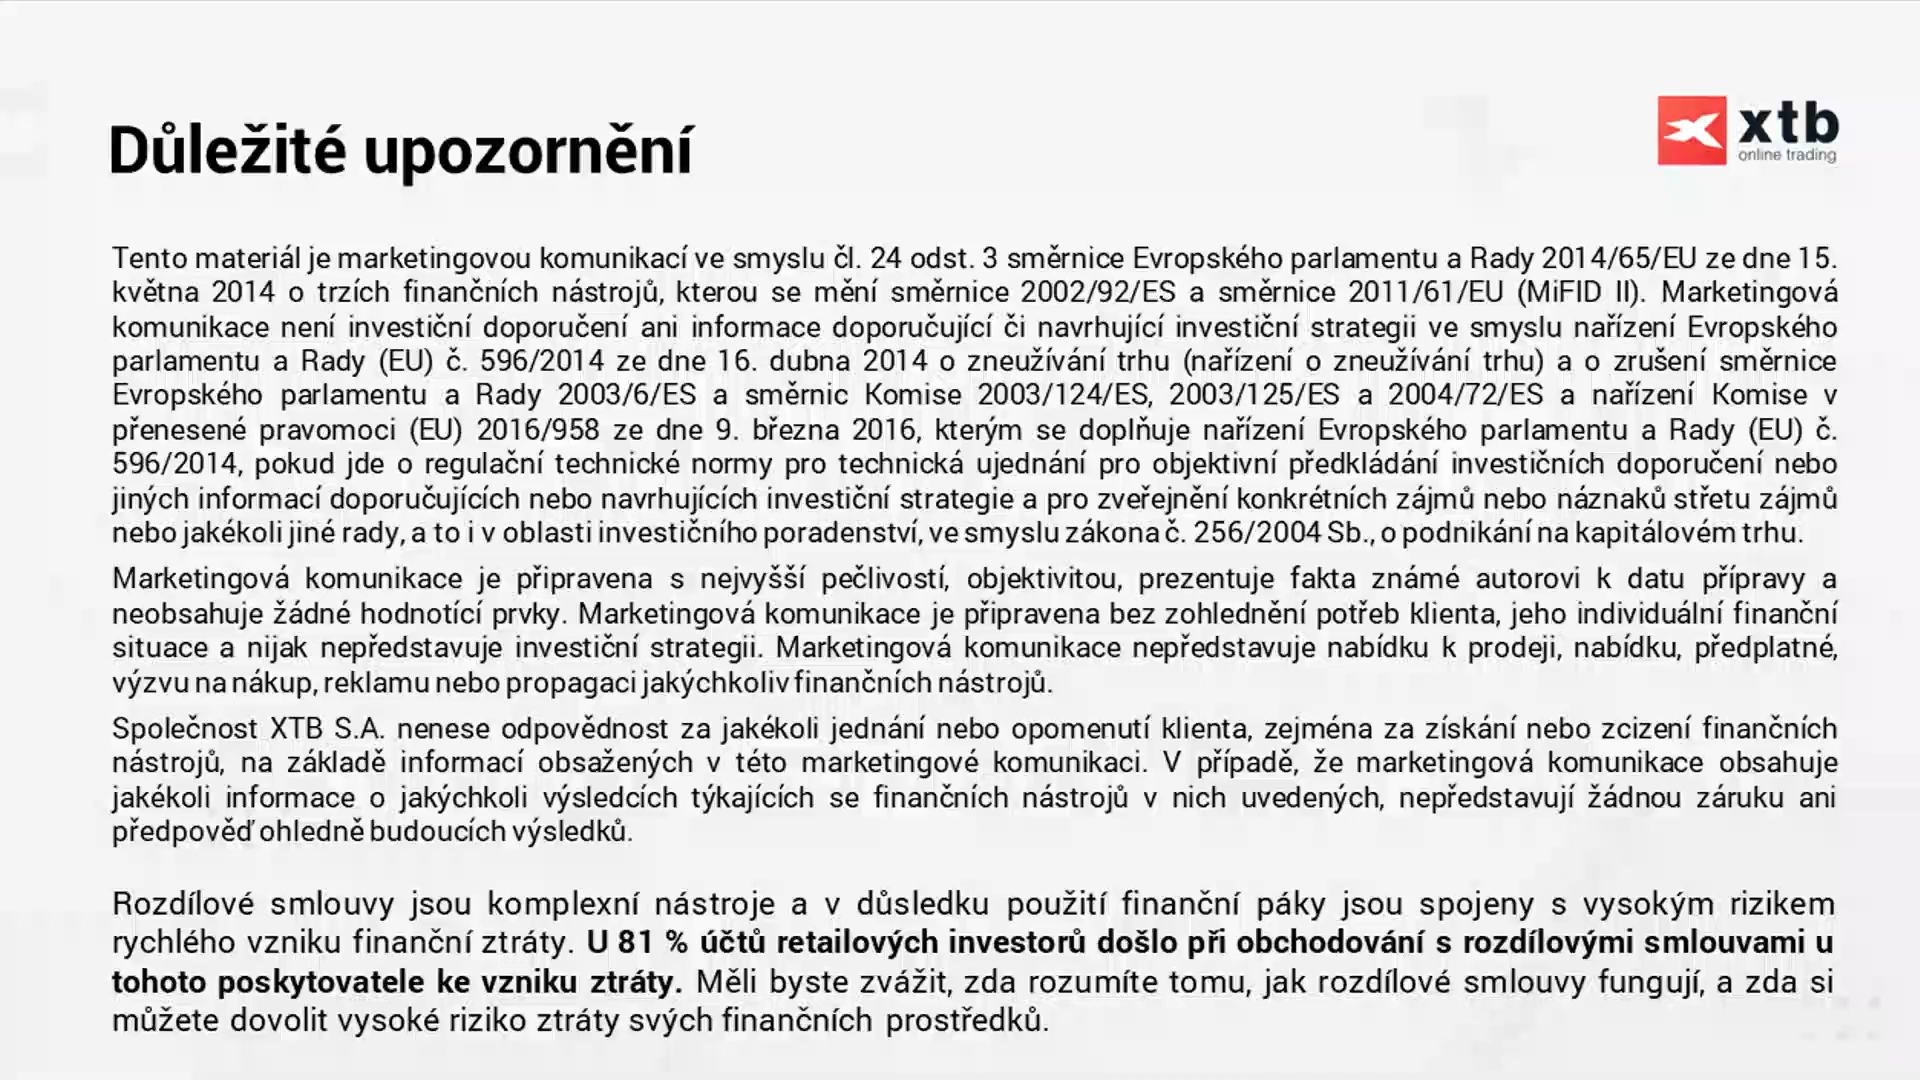 Důležité upozornění
xtb
online trading
Tento materiál je marketingovou komunikací ve smyslu čl. 24 odst. 3 směrnice Evropského parlamentu a Rady 2014/65/EU ze dne 15.
května 2014 o trzích finančních nástrojů, kterou se mění směrnice 2002/92/ES a směrnice 2011/61/EU (MiFID II). Marketingová
komunikace není investiční doporučení ani informace doporučující či navrhující investiční strategii ve smyslu nařízení Evropského
parlamentu a Rady (EU) č. 596/2014 ze dne 16. dubna 2014 o zneužívání trhu (nařízení o zneužívání trhu) a o zrušení směrnice
Evropského parlamentu a Rady 2003/6/ES a směrnic Komise 2003/124/ES, 2003/125/ES a 2004/72/ES a nařízení Komise v
přenesené pravomoci (EU) 2016/958 ze dne 9. března 2016, kterým se doplňuje nařízení Evropského parlamentu a Rady (EU) č.
596/2014, pokud jde o regulační technické normy pro technická ujednání pro objektivní předkládání investičních doporučení nebo
jiných informací doporučujících nebo navrhujících investiční strategie a pro zveřejnění konkrétních zájmů nebo náznaků střetu zájmů
nebo jakékoli jiné rady, a to i v oblasti investičního poradenství, ve smyslu zákona č. 256/2004 Sb., o podnikání na kapitálovém trhu.
Marketingová komunikace je připravena s nejvyšší pečlivostí, objektivitou, prezentuje fakta známé autorovi k datu přípravy a
neobsahuje žádné hodnotící prvky. Marketingová komunikace je připravena bez zohlednění potřeb klienta, jeho individuální finanční
situace a nijak nepředstavuje investiční strategii. Marketingová komunikace nepředstavuje nabídku k prodeji, nabídku, předplatné,
výzvu na nákup, reklamu nebo propagaci jakýchkoliv finančních nástrojů.
Společnost XTB S.A. nenese odpovědnost za jakékoli jednání nebo opomenutí klienta, zejména za získání nebo zcizení finančních
nástrojů, na základě informací obsažených v této marketingové komunikaci. V případě, že marketingová komunikace obsahuje
jakékoli informace o jakýchkoli výsledcích týkajících se finančních nástrojů v nich uvedených, nepředstavují žádnou záruku ani
předpověď ohledně budoucích výsledků.
Rozdílové smlouvy jsou komplexní nástroje a v důsledku použití finanční páky jsou spojeny s vysokým rizikem
rychlého vzniku finanční ztráty. U 81 % účtů retailových investorů došlo při obchodování s rozdílovými smlouvami u
tohoto poskytovatele ke vzniku ztráty. Měli byste zvážit, zda rozumíte tomu, jak rozdílové smlouvy fungují, a zda si
můžete dovolit vysoké riziko ztráty svých finančních prostředků.